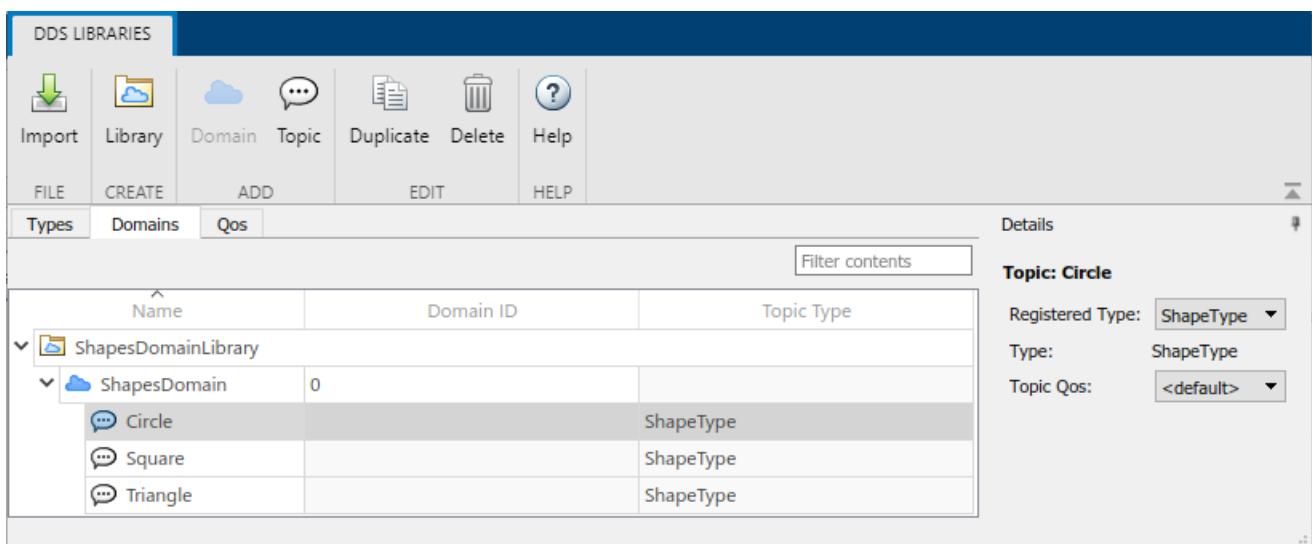 DDS LIBRARIES
Import Library Domain Topic Duplicate Delete Help
FILE CREATE ADD EDIT HELP
Types Domains Qos
Filter contents
Name Domain ID Topic Type
ShapesDomainLibrary
ShapesDomain 0
Circle ShapeType
Square ShapeType
Triangle ShapeType
Details
Topic: Circle
Registered Type: ShapeType
Type: ShapeType
Topic Qos: <default>